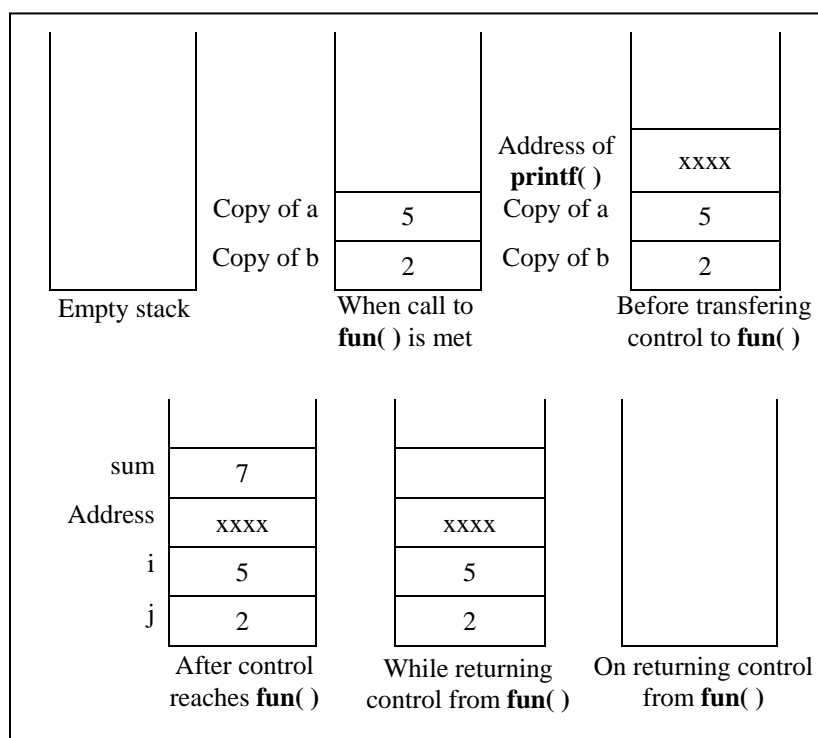 Address of
printf( )
xxxx
Copy of a
5
Copy of a
5
Copy of b
2
Copy of b
2
Empty stack
When call to
fun( ) is met
Before transfering
control to fun( )
sum
7
Address
xxxx
xxxx
i
5
5
j
2
2
After control
reaches fun( )
While returning
control from fun( )
On returning control
from fun( )